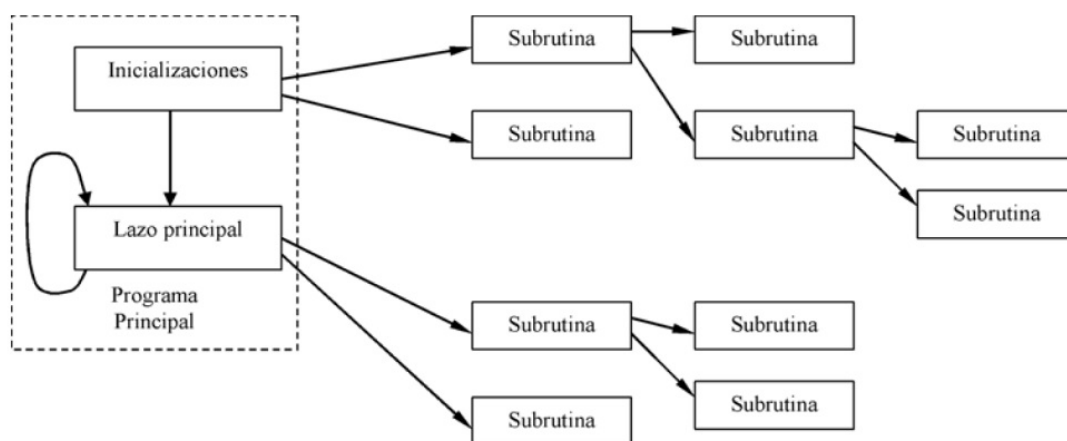 Inicializaciones
Lazo principal
Programa
Principal
Subrutina
Subrutina
Subrutina
Subrutina
Subrutina
Subrutina
Subrutina
Subrutina
Subrutina
Subrutina